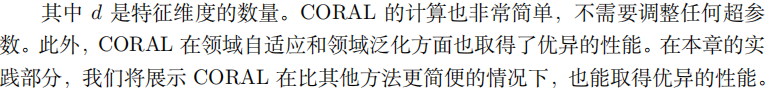 其中 d 是特征维度的数量。CORAL 的计算也非常简单，不需要调整任何超参
数。此外，CORAL 在领域自适应和领域泛化方面也取得了优异的性能。在本章的实
践部分，我们将展示 CORAL 在比其他方法更简便的情况下，也能取得优异的性能。